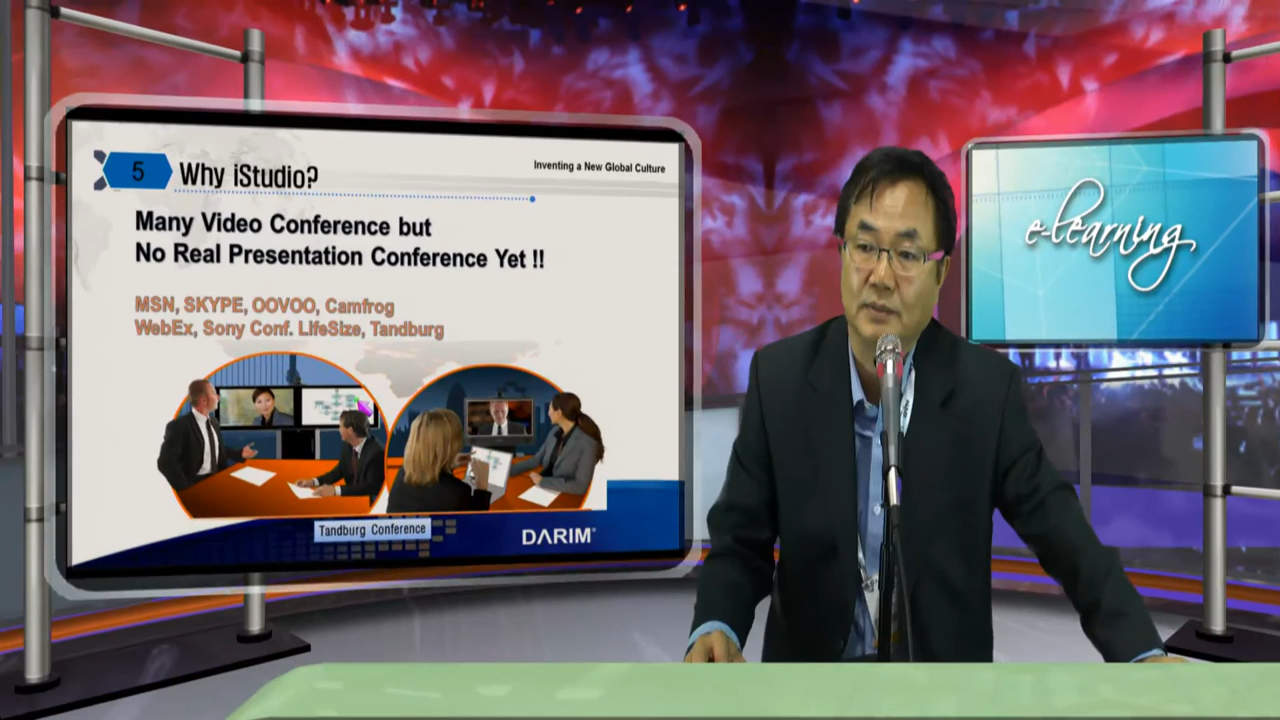 5 Why iStudio?
Inventing a New Global Culture
Many Video Conference but
No Real Presentation Conference Yet !!
MSN, SKYPE, OOVOO, Camfrog
WebEx, Sony Conf. LifeSize, Tandburg
Tandburg Conference
DARIM®
e-learning